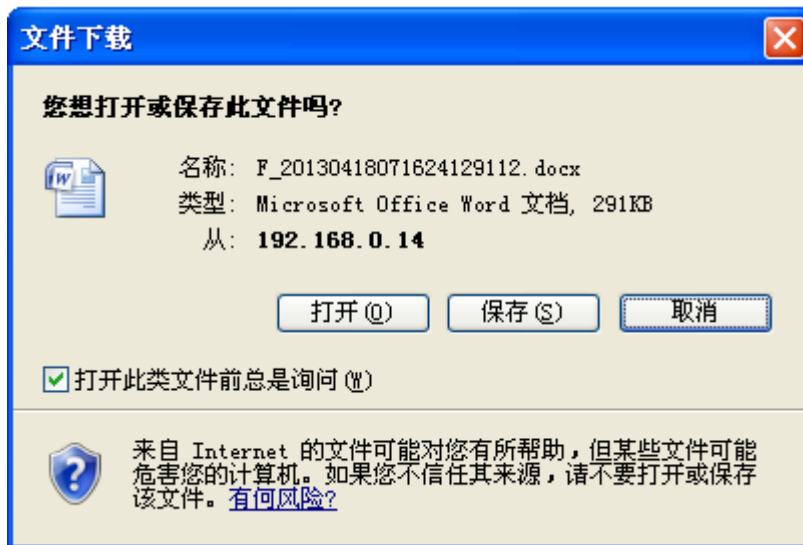 文件下载
您想打开或保存此文件吗?
名称: F_20130418071624129112.docx
类型: Microsoft Office Word 文档, 291KB
从: 192.168.0.14
打开(O) 保存(S) 取消
打开此类文件前总是询问(W)
来自 Internet 的文件可能对您有所帮助，但某些文件可能
危害您的计算机。如果您不信任其来源，请不要打开或保存
该文件。有何风险?